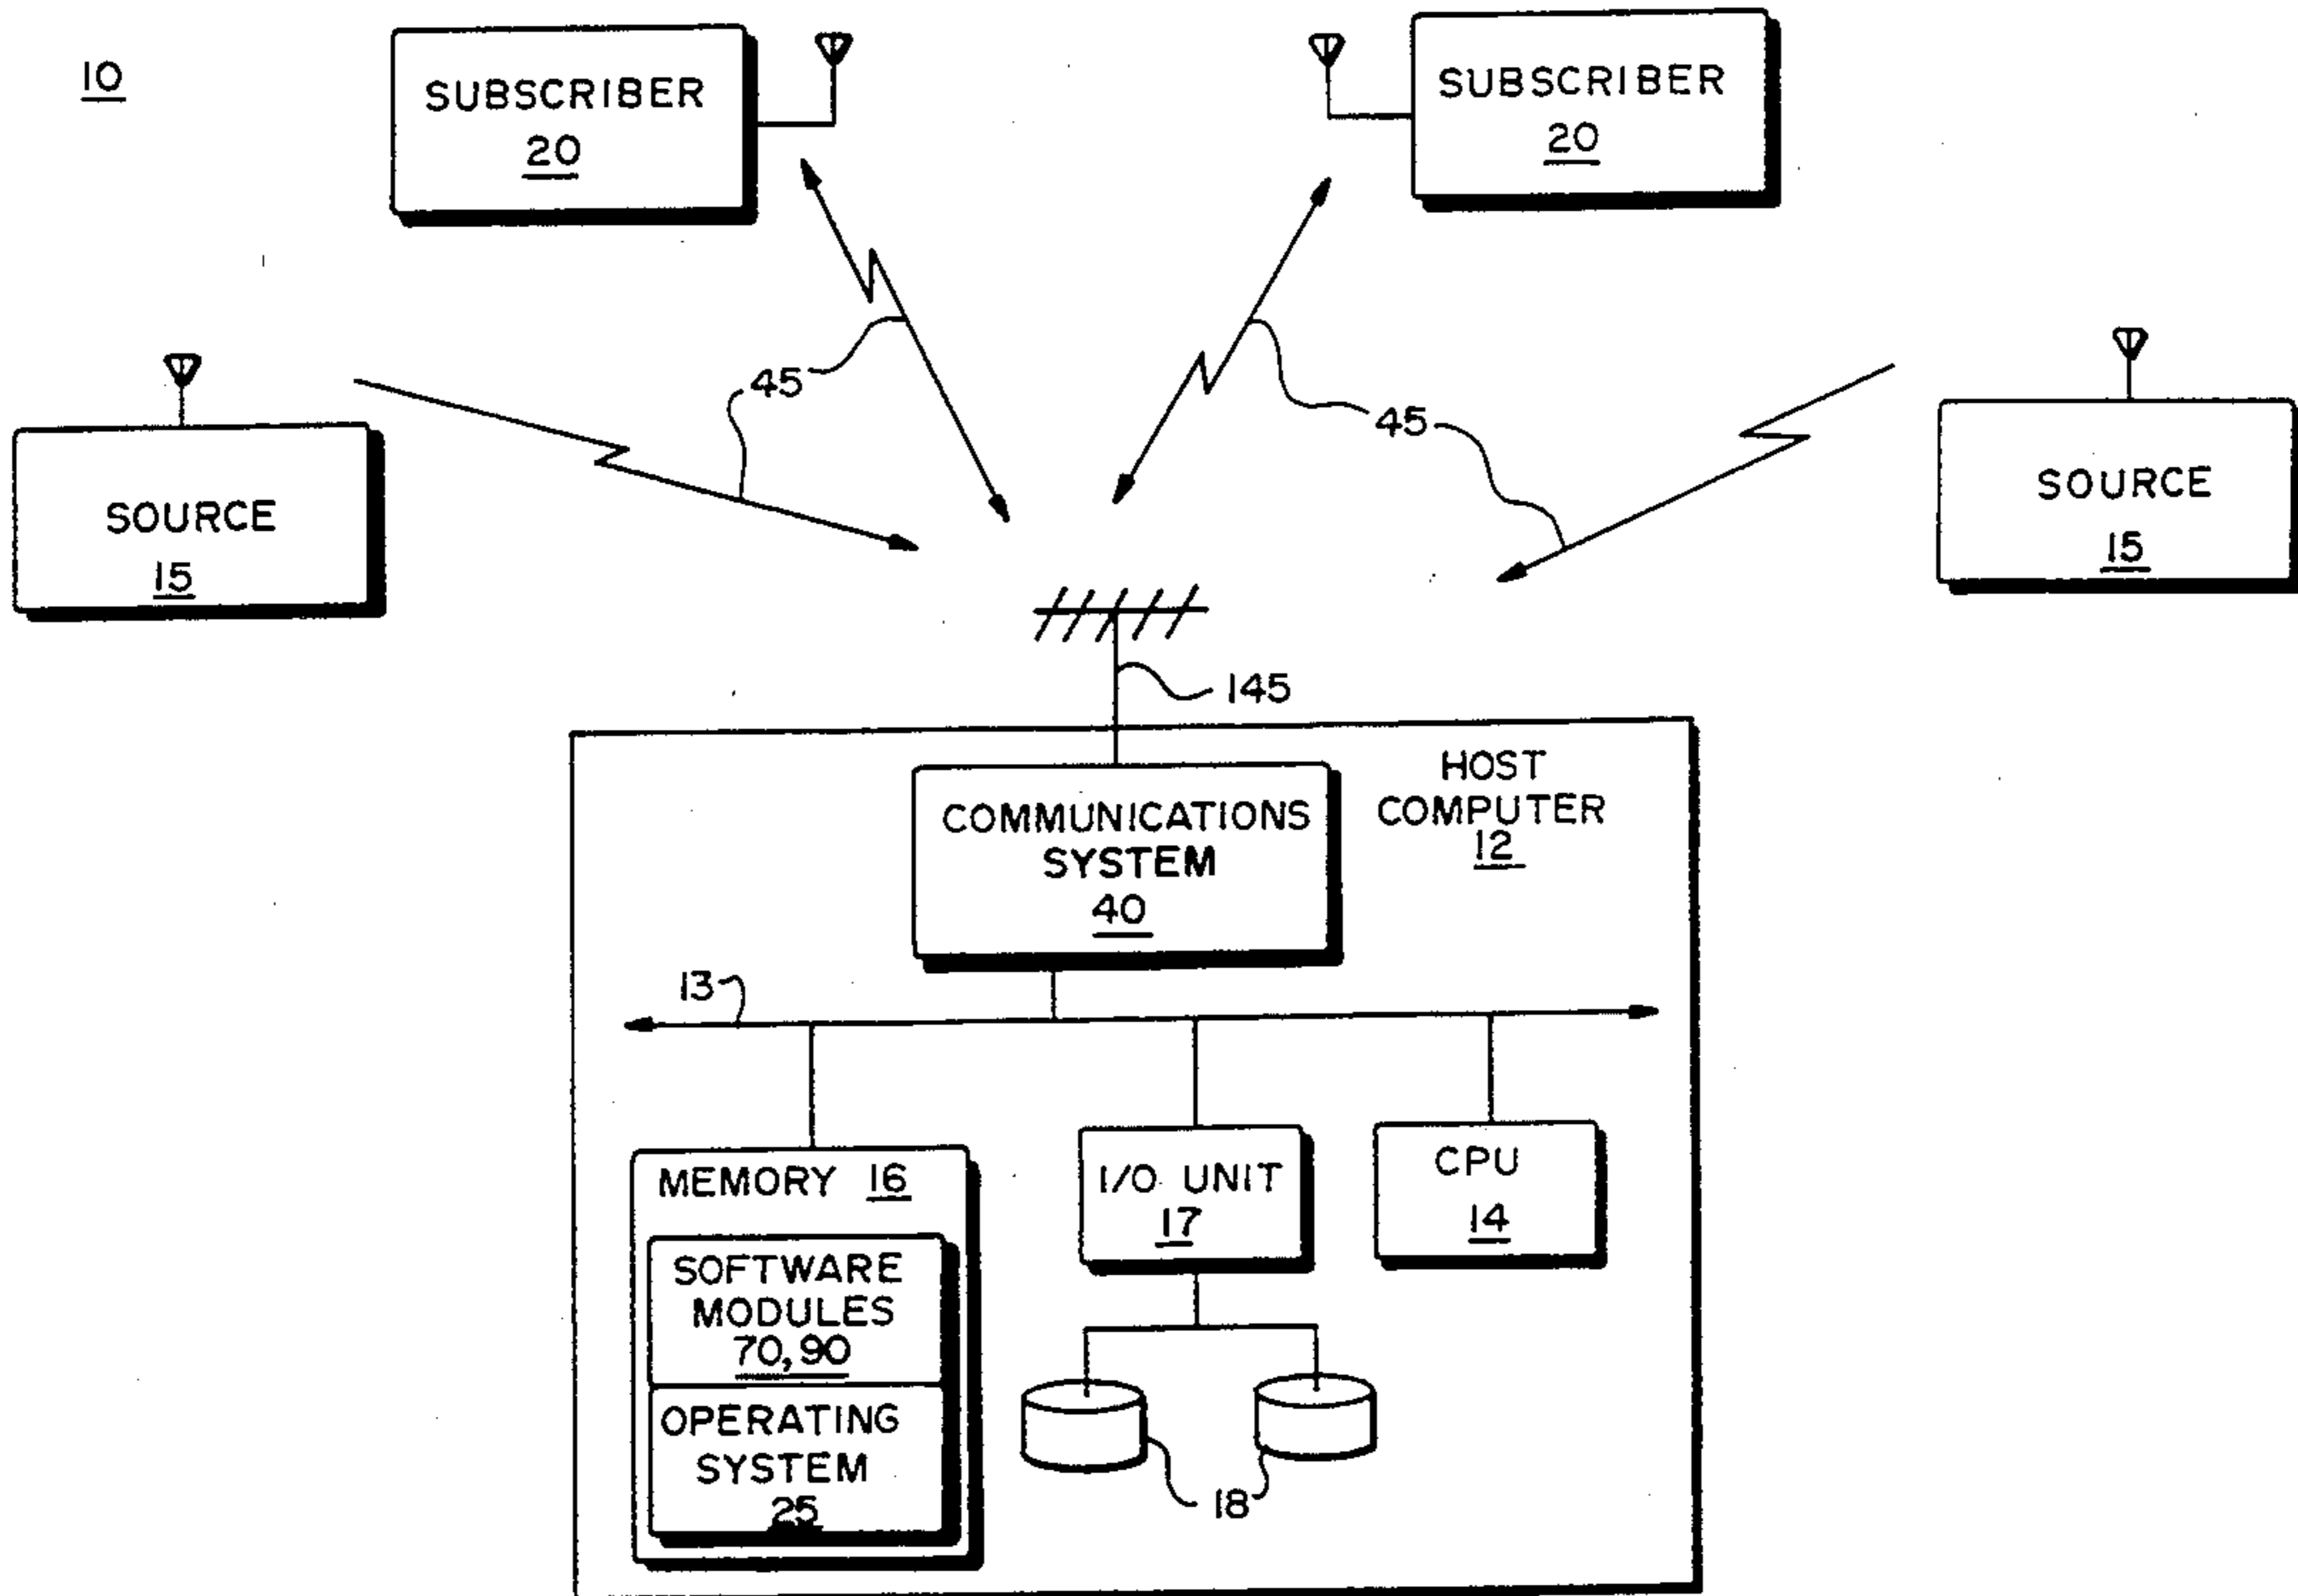 10
SUBSCRIBER
20
SUBSCRIBER
20
45
45
SOURCE
15
SOURCE
15
145
HOST
COMPUTER
12
COMMUNICATIONS
SYSTEM
40
13
MEMORY 16
I/O UNIT
17
CPU
14
SOFTWARE
MODULES
70, 90
OPERATING
SYSTEM
25
18